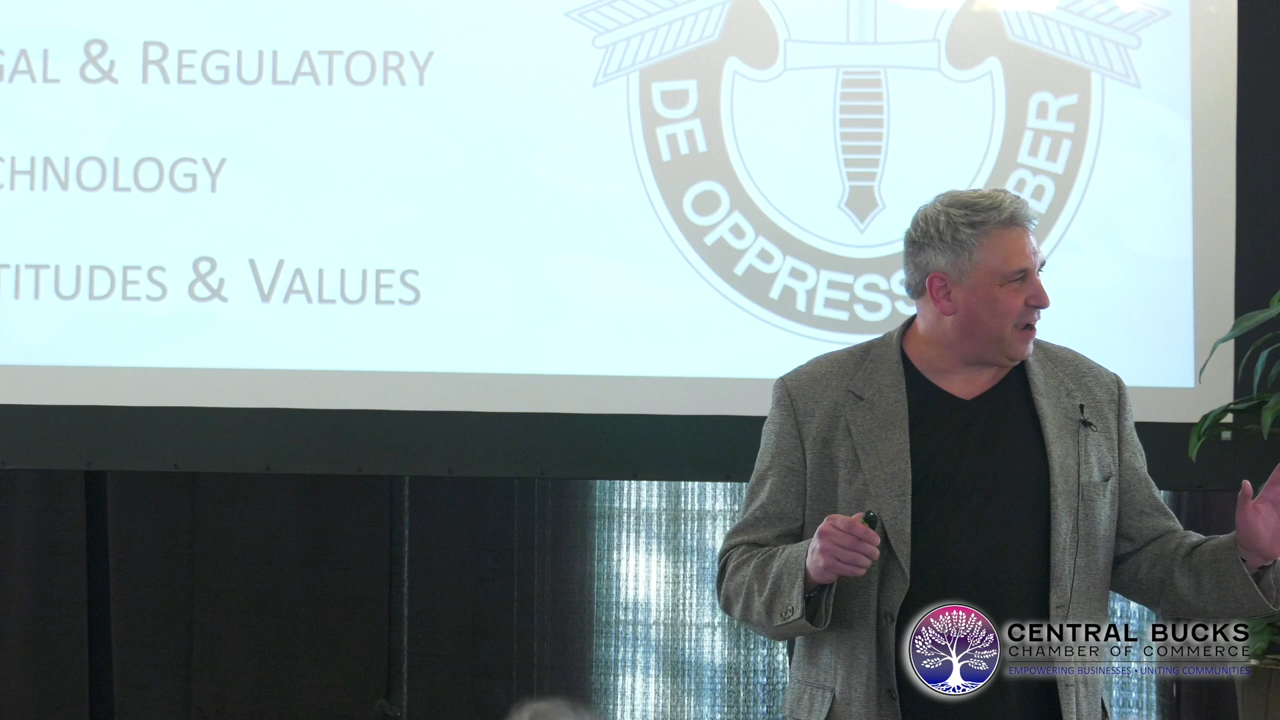 GAL & REGULATORY
CHNOLOGY
TITUDES & VALUES
DE OPPRESS
BER
CENTRAL BUCKS
CHAMBER OF COMMERCE
EMPOWERING BUSINESSES • UNITING COMMUNITIES